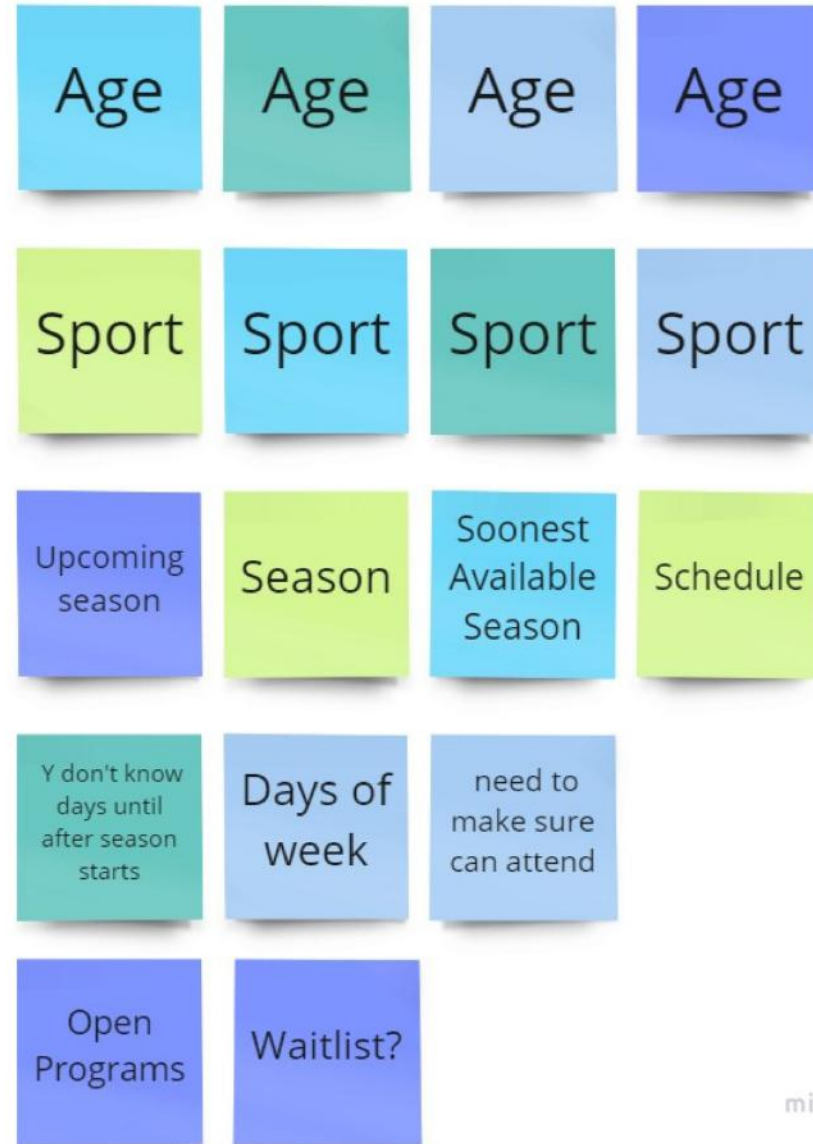 Age Age Age Age
Sport Sport Sport Sport
Upcoming
season
Season
Soonest
Available
Season
Schedule
Y don't know
days until
after season
starts
Days of
week
need to
make sure
can attend
Open
Programs
Waitlist?
mi